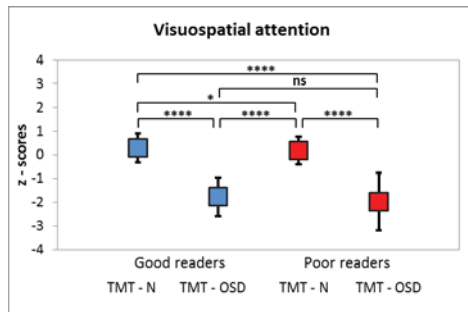 Visuospatial attention
z - scores
4
3
2
1
0
-1
-2
-3
-4
****
ns
*
**** **** ****
Good readers Poor readers
TMT - N TMT - OSD TMT - N TMT - OSD